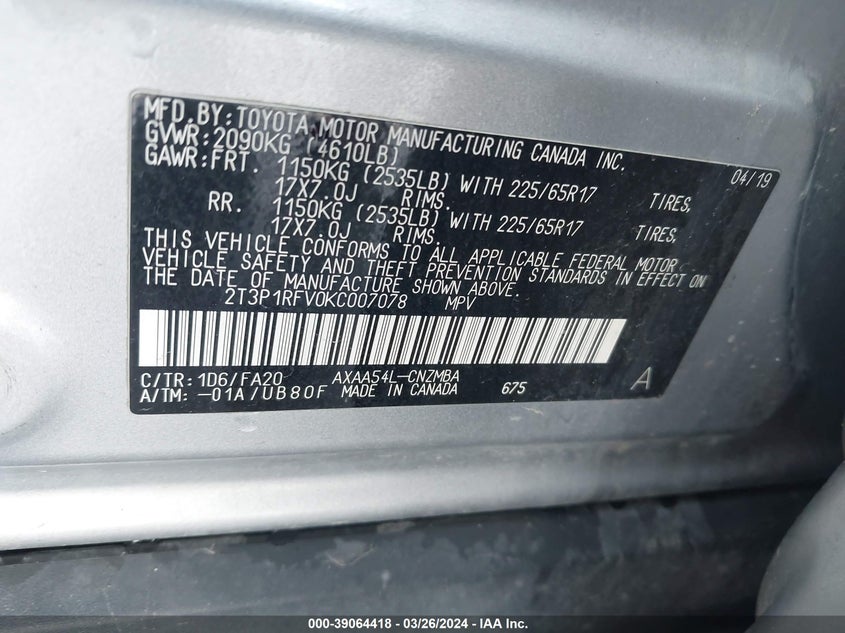 MFD.BY:TOYOTA MOTOR MANUFACTURING CANADA INC.
GVWR:2090KG (4610LB) 04/19
GAWR:FRT. 1150KG (2535LB) WITH 225/65R17 TIRES,
17X7.0J RIMS.
RR. 1150KG (2535LB) WITH 225/65R17 TIRES,
17X7.0J RIMS.
THIS VEHICLE CONFORMS TO ALL APPLICABLE FEDERAL MOTOR
VEHICLE SAFETY AND THEFT PREVENTION STANDARDS IN EFFECT ON
THE DATE OF MANUFACTURE SHOWN ABOVE.
2T3P1RFV0KC007078 MPV
C/TR:1D6/FA20 AXAA54L-CNZMBA A
A/TM:-01A/UB80F MADE IN CANADA 675
000-39064418 - 03/26/2024 - IAA Inc.